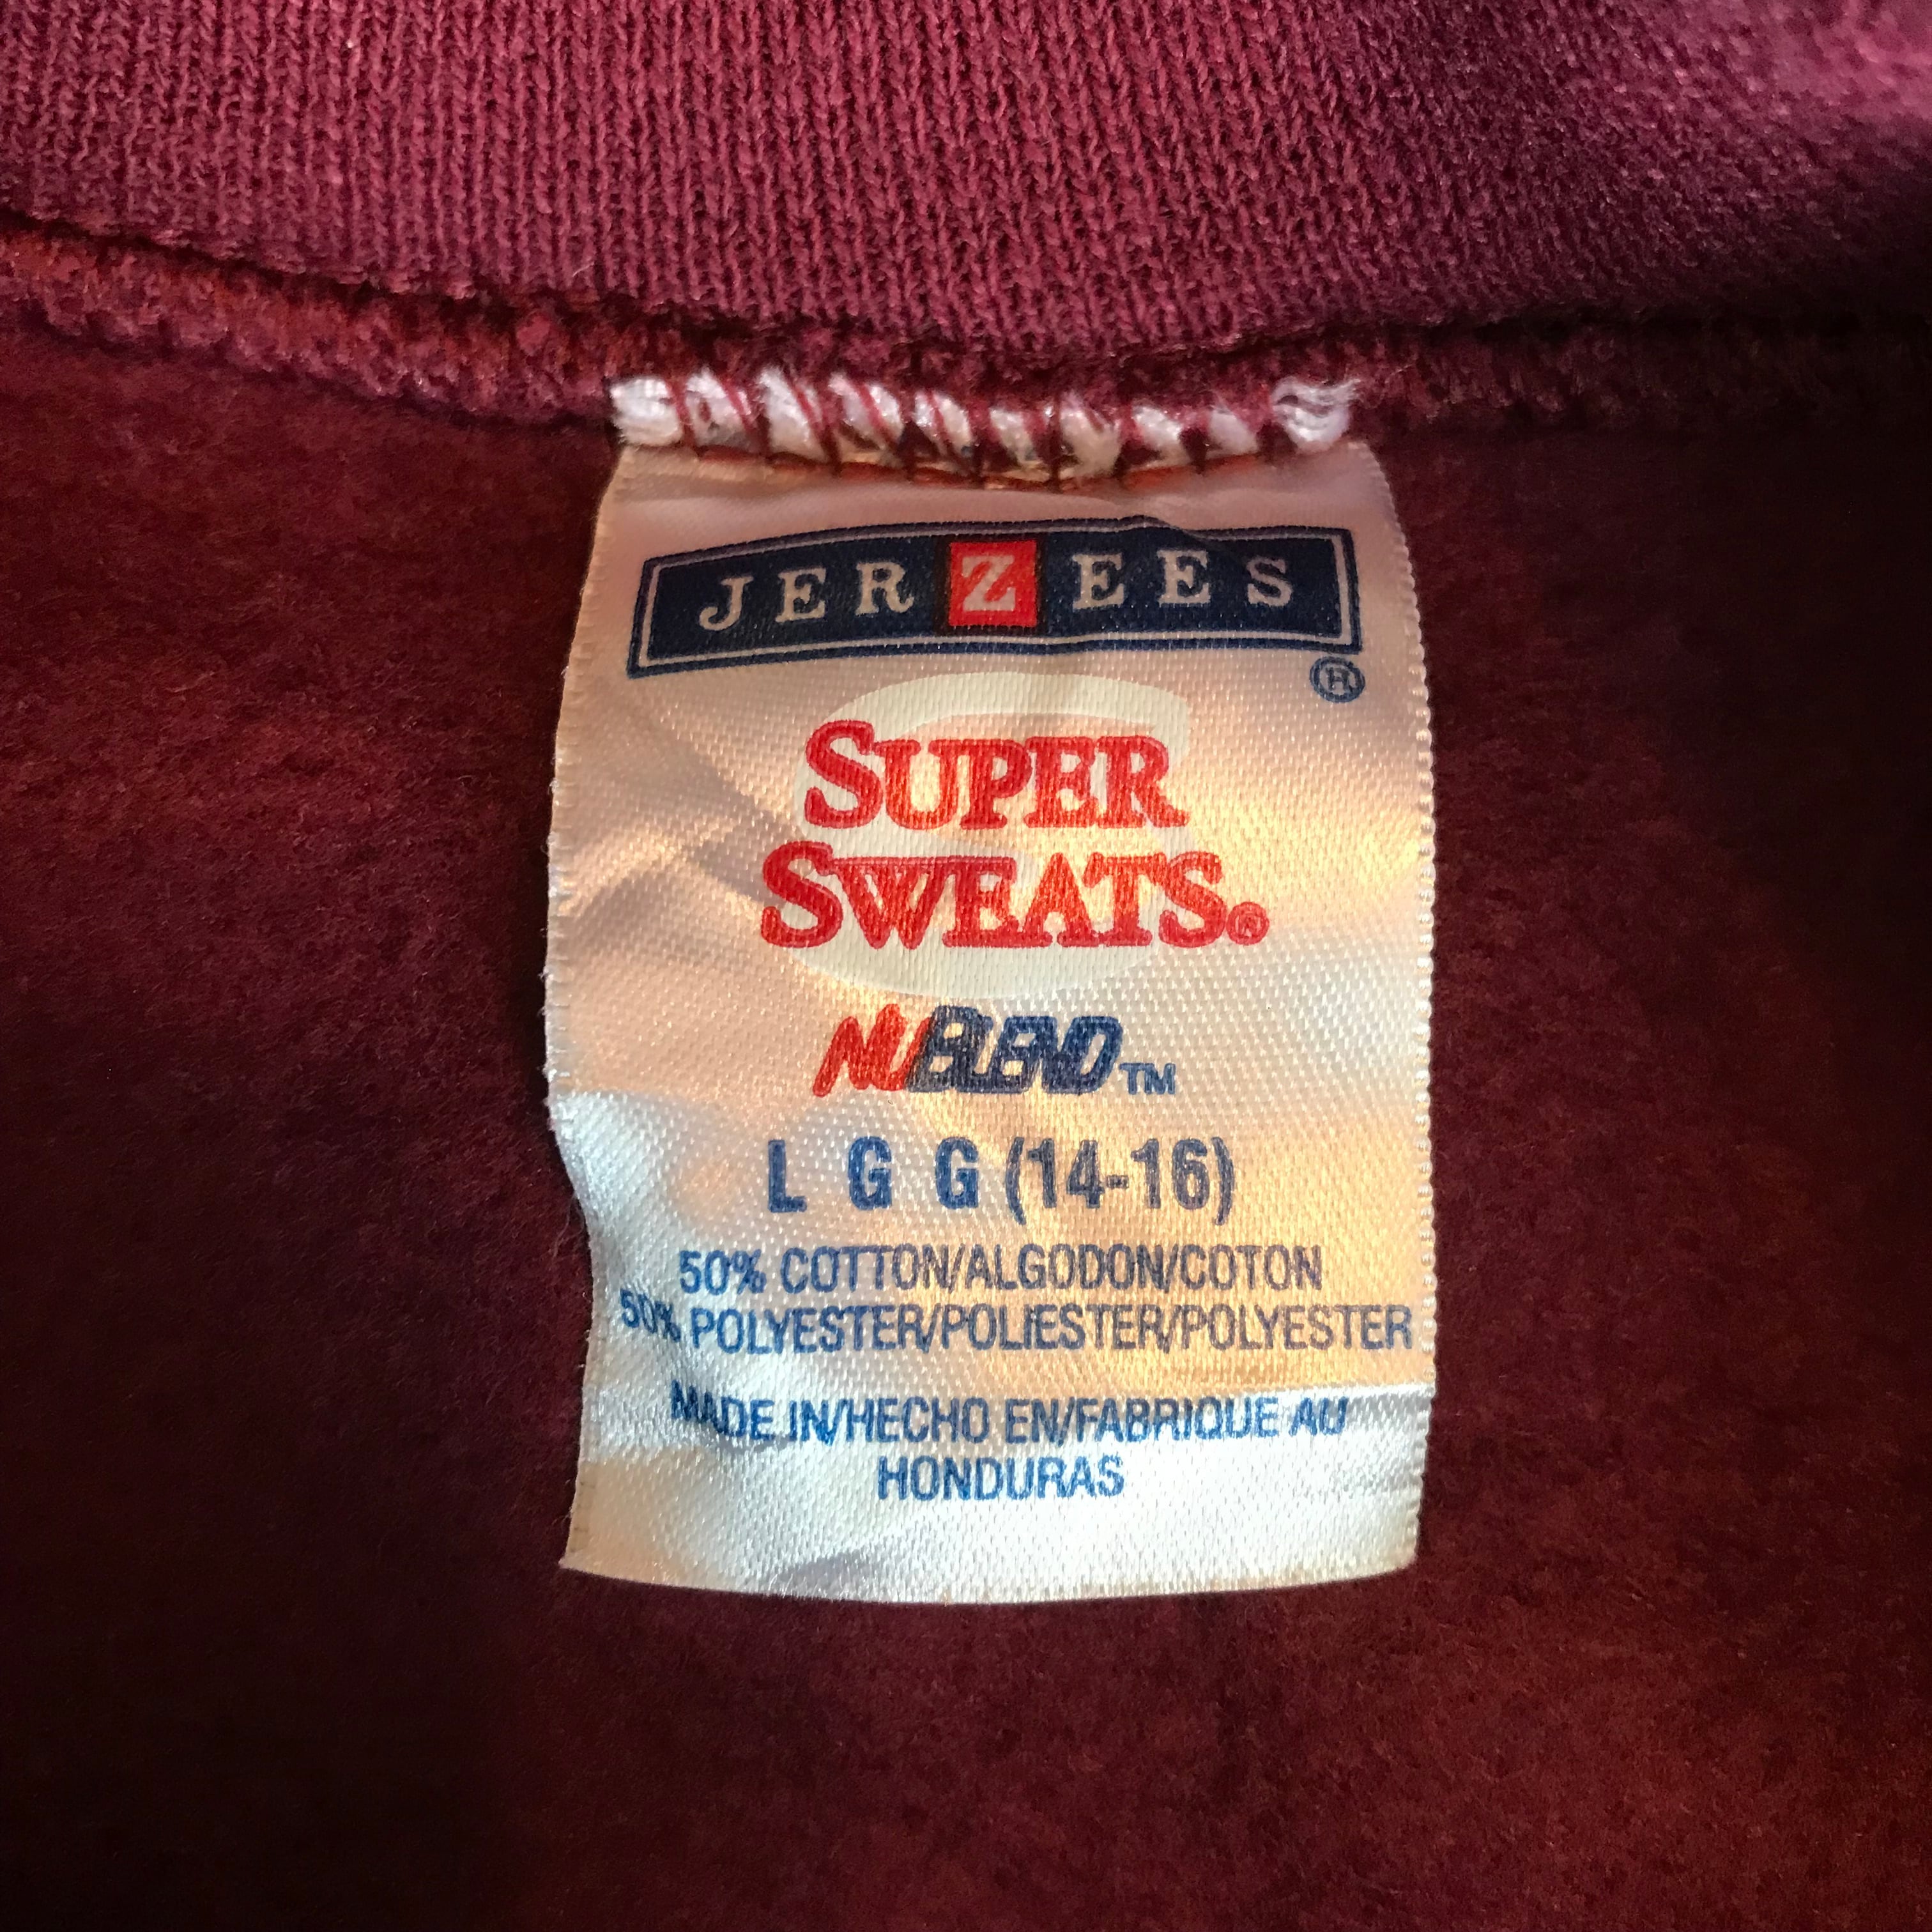 JERZEES
®
SUPER
SWEATS®
NUBLEND™
L G G (14-16)
50% COTTON/ALGODON/COTON
50% POLYESTER/POLIESTER/POLYESTER
MADE IN/HECHO EN/FABRIQUE AU
HONDURAS